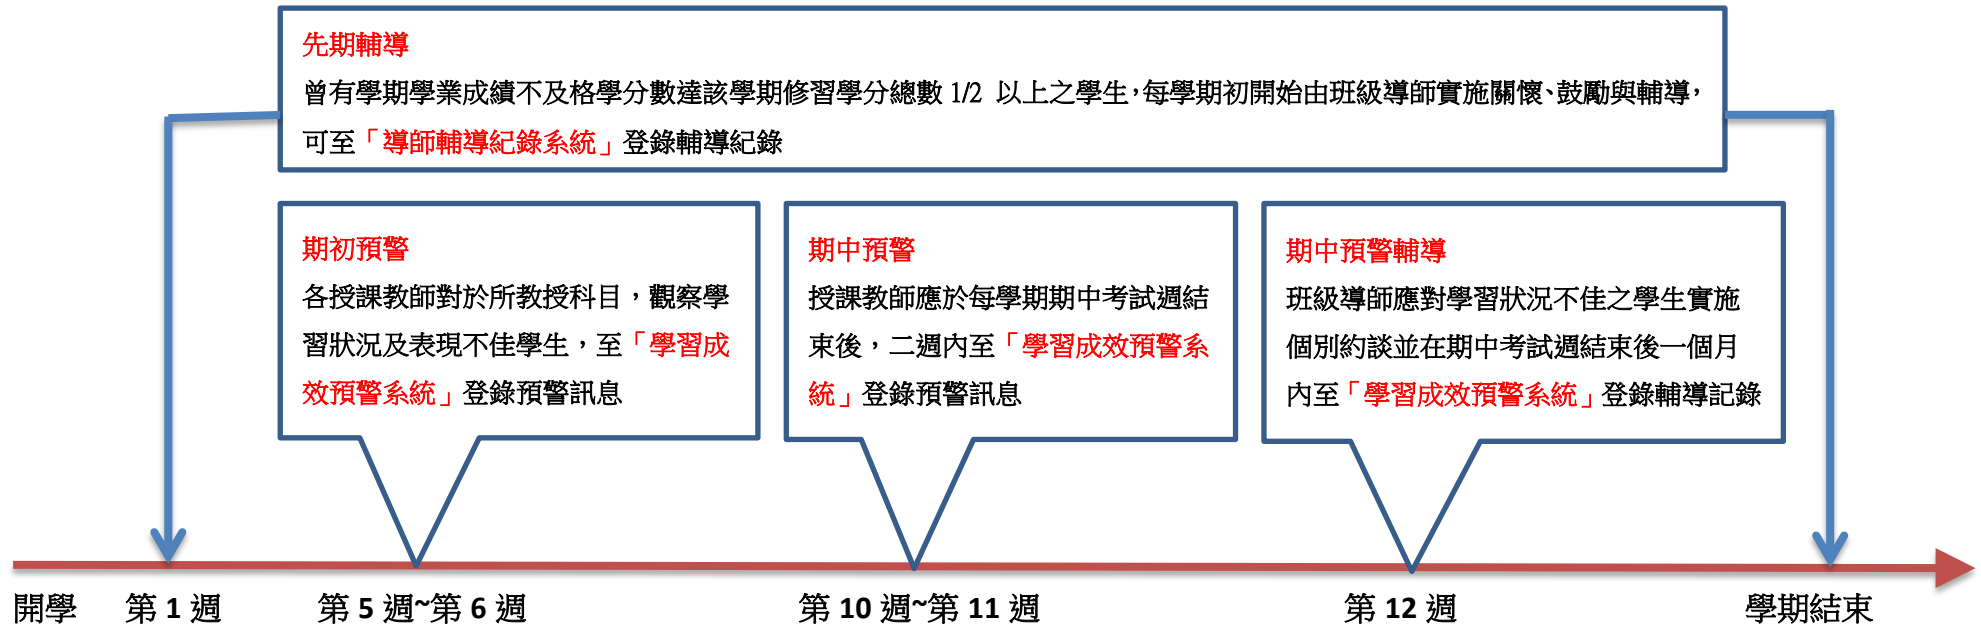 先期輔導
曾有學期學業成績不及格學分數達該學期修習學分總數 1/2 以上之學生，每學期初開始由班級導師實施關懷、鼓勵與輔導，
可至「導師輔導紀錄系統」登錄輔導紀錄
期初預警
各授課教師對於所教授科目，觀察學
習狀況及表現不佳學生，至「學習成
效預警系統」登錄預警訊息
期中預警
授課教師應於每學期期中考試週結
束後，二週內至「學習成效預警系
統」登錄預警訊息
期中預警輔導
班級導師應對學習狀況不佳之學生實施
個別約談並在期中考試週結束後一個月
內至「學習成效預警系統」登錄輔導記錄
開學
第 1 週
第 5 週~第 6 週
第 10 週~第 11 週
第 12 週
學期結束